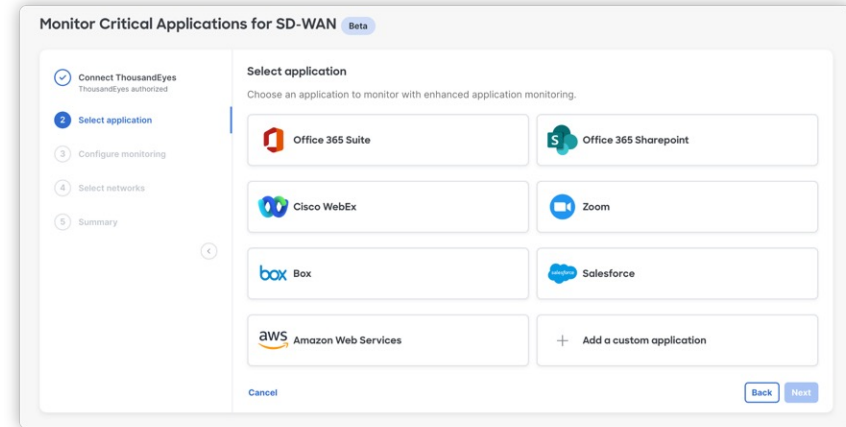 Monitor Critical Applications for SD-WAN Beta
Connect ThousandEyes
ThousandEyes authorized
2 Select application
3 Configure monitoring
4 Select networks
5 Summary
Select application
Choose an application to monitor with enhanced application monitoring.
Office 365 Suite
S Office 365 Sharepoint
Cisco WebEx
Zoom
box Box
salesforce Salesforce
aws Amazon Web Services
+ Add a custom application
Cancel
Back Next